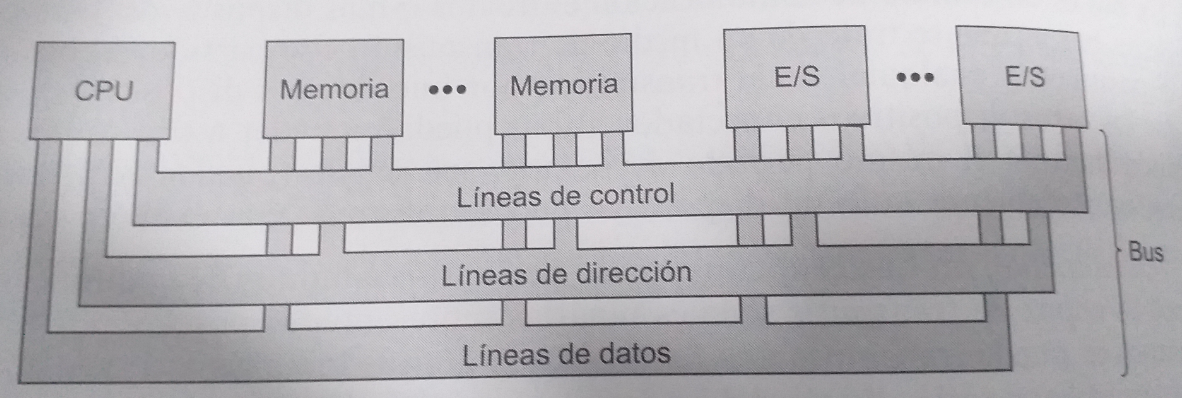 CPU
Memoria
•••
Memoria
E/S
•••
E/S
Líneas de control
Líneas de dirección
Líneas de datos
Bus